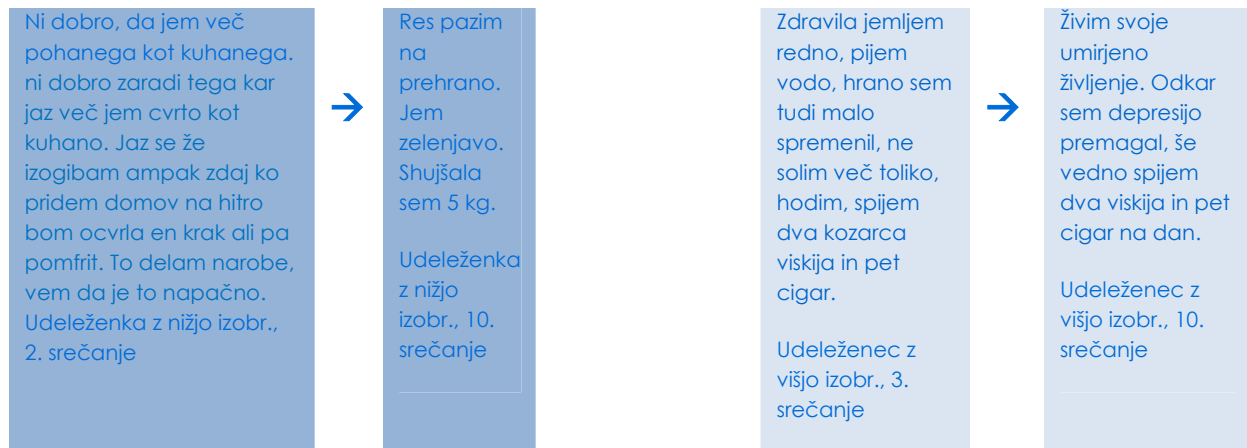 Ni dobro, da jem več
pohanega kot kuhanega.
ni dobro zaradi tega kar
jaz več jem cvrto kot
kuhano. Jaz se že
izogibam ampak zdaj ko
pridem domov na hitro
bom ocvrla en krak ali pa
pomfrit. To delam narobe,
vem da je to napačno.
Udeleženka z nižjo izobr.,
2. srečanje
→
Res pazim
na
prehrano.
Jem
zelenjavo.
Shujšala
sem 5 kg.
Udeleženka
z nižjo
izobr., 10.
srečanje
Zdravila jemljem
redno, pijem
vodo, hrano sem
tudi malo
spremenil, ne
solim več toliko,
hodim, spijem
dva kozarca
viskija in pet
cigar.
Udeleženec z
višjo izobr., 3.
srečanje
→
Živim svoje
umirjeno
življenje. Odkar
sem depresijo
premagal, še
vedno spijem
dva viskija in pet
cigar na dan.
Udeleženec z
višjo izobr., 10.
srečanje